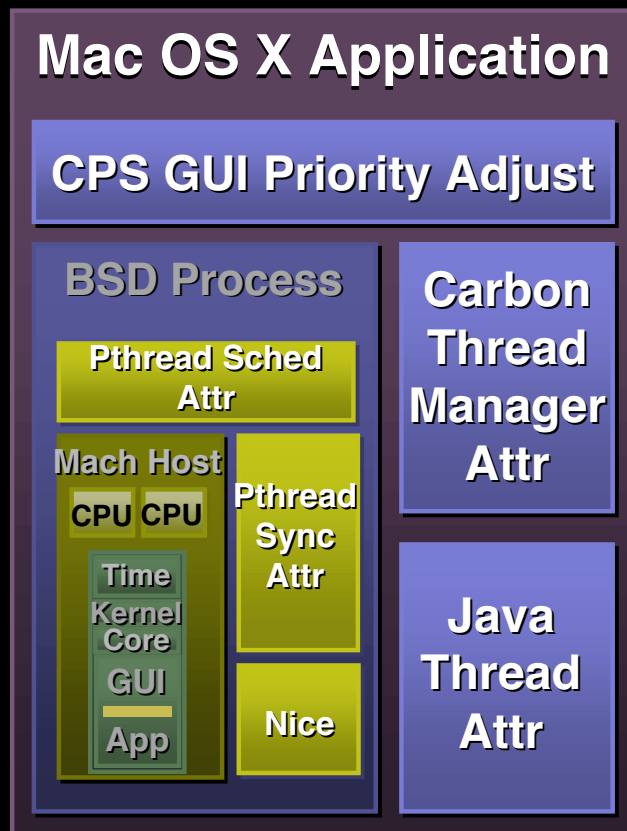 Mac OS X Application
CPS GUI Priority Adjust
BSD Process
Pthread Sched
Attr
Mach Host
CPU CPU
Time
Kernel
Core
GUI
App
Pthread
Sync
Attr
Nice
Carbon
Thread
Manager
Attr
Java
Thread
Attr